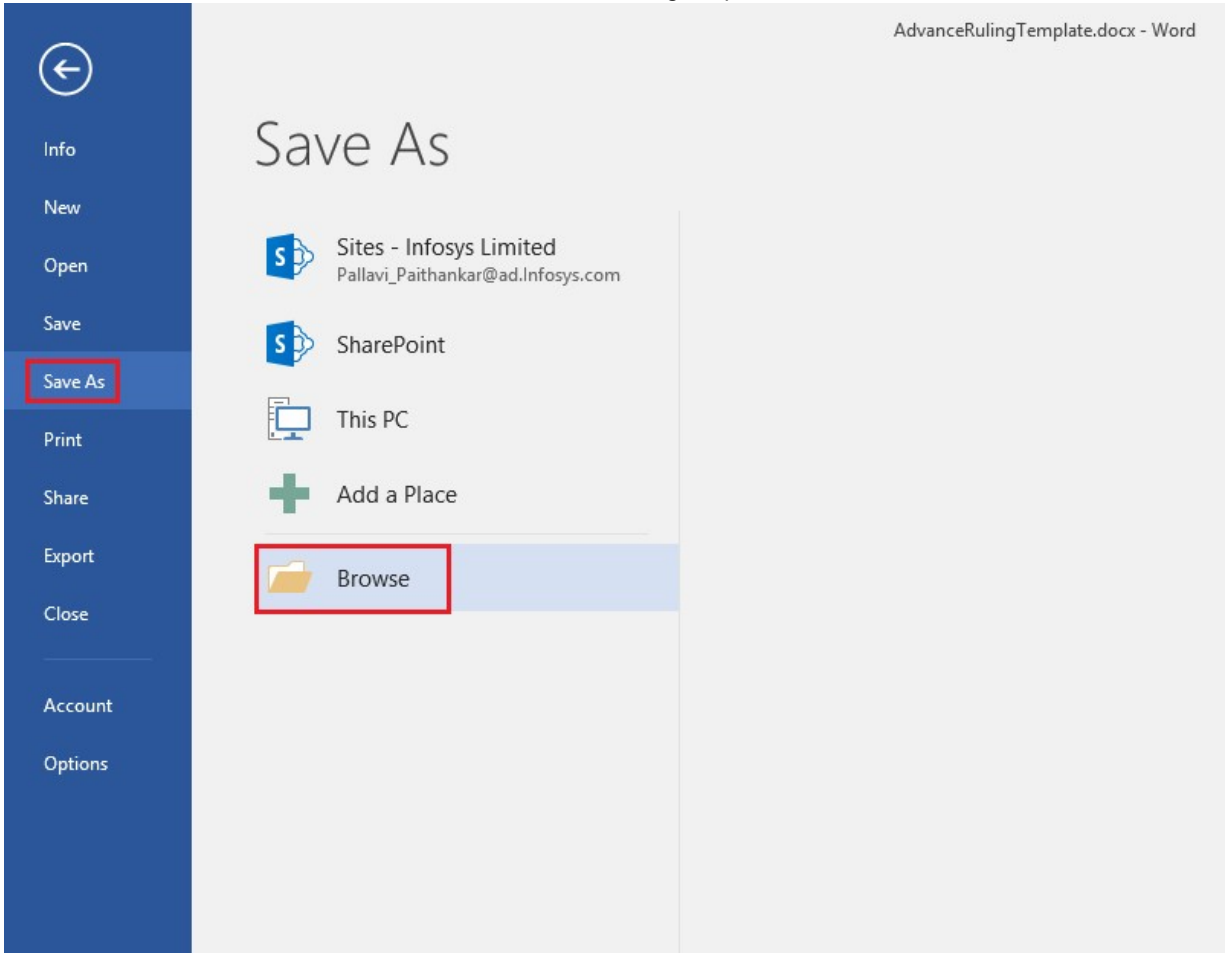 AdvanceRulingTemplate.docx - Word
Info
New
Open
Save
Save As
Print
Share
Export
Close
Account
Options
Save As
Sites - Infosys Limited
Pallavi_Paithankar@ad.Infosys.com
SharePoint
This PC
Add a Place
Browse